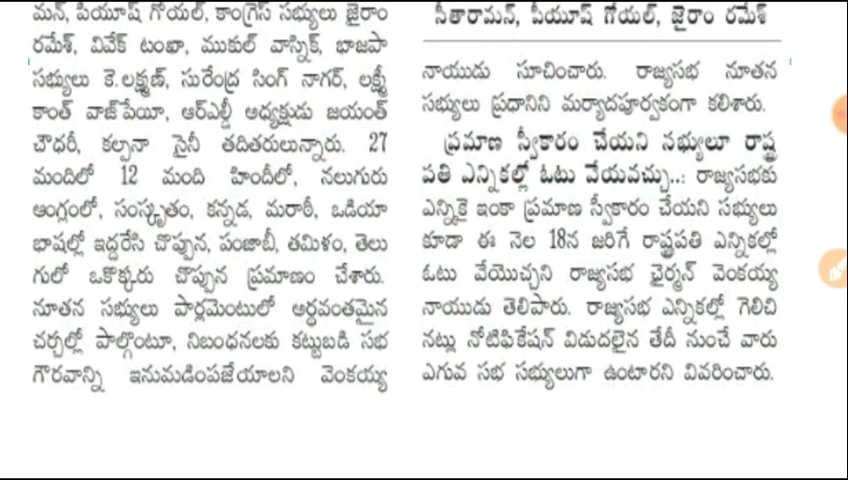 మన్, పీయూష్ గోయల్, కాంగ్రెస్ సభ్యులు జైరాం
రమేశ్, వివేక్ టంఖా, ముకుల్ వాస్నిక్, భాజపా
సభ్యులు కె.లక్ష్మణ్, సురేంద్ర సింగ్ నాగర్, లక్ష్మీ
కాంత్ వాజ్‌పేయీ, ఆర్ఎల్డీ అధ్యక్షుడు జయంత్
చౌధరీ, కల్పనా సైనీ తదితరులున్నారు. 27
మందిలో 12 మంది హిందీలో, నలుగురు
ఆంగ్లంలో, సంస్కృతం, కన్నడ, మరాఠీ, ఒడియా
భాషల్లో ఇద్దరేసి చొప్పున, పంజాబీ, తమిళం, తెలు
గులో ఒకొక్కరు చొప్పున ప్రమాణం చేశారు.
నూతన సభ్యులు పార్లమెంటులో అర్థవంతమైన
చర్చల్లో పాల్గొంటూ, నిబంధనలకు కట్టుబడి సభ
గౌరవాన్ని ఇనుమడింపజేయాలని వెంకయ్య
సీతారామన్, పీయూష్ గోయల్, జైరాం రమేశ్
నాయుడు సూచించారు. రాజ్యసభ నూతన
సభ్యులు ప్రధానిని మర్యాదపూర్వకంగా కలిశారు.
ప్రమాణ స్వీకారం చేయని సభ్యులూ రాష్ట్ర
పతి ఎన్నికల్లో ఓటు వేయవచ్చు..: రాజ్యసభకు
ఎన్నికై ఇంకా ప్రమాణ స్వీకారం చేయని సభ్యులు
కూడా ఈ నెల 18న జరిగే రాష్ట్రపతి ఎన్నికల్లో
ఓటు వేయొచ్చని రాజ్యసభ ఛైర్మన్ వెంకయ్య
నాయుడు తెలిపారు. రాజ్యసభ ఎన్నికల్లో గెలిచి
నట్లు నోటిఫికేషన్ విడుదలైన తేదీ నుంచే వారు
ఎగువ సభ సభ్యులుగా ఉంటారని వివరించారు.